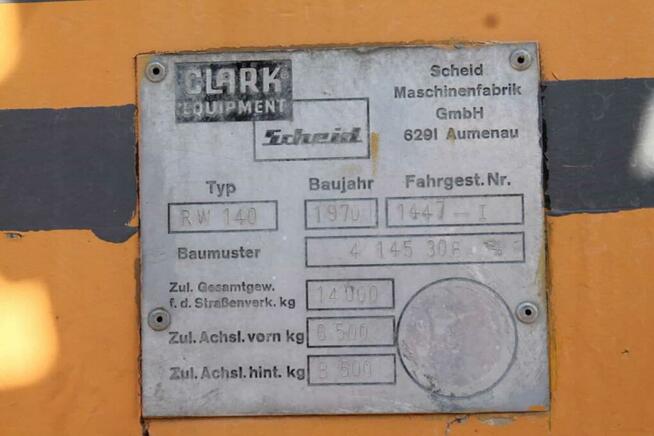 CLARK
EQUIPMENT
Scheid
Scheid
Maschinenfabrik
GmbH
6291 Aumenau
Typ Baujahr Fahrgest. Nr.
RW 140 1970 1447-I
Baumuster 4 145 308
Zul. Gesamtgew.
f. d. Straßenverk. kg 14 000
Zul. Achsl. vorn kg 8 500
Zul. Achsl. hint. kg 8 500